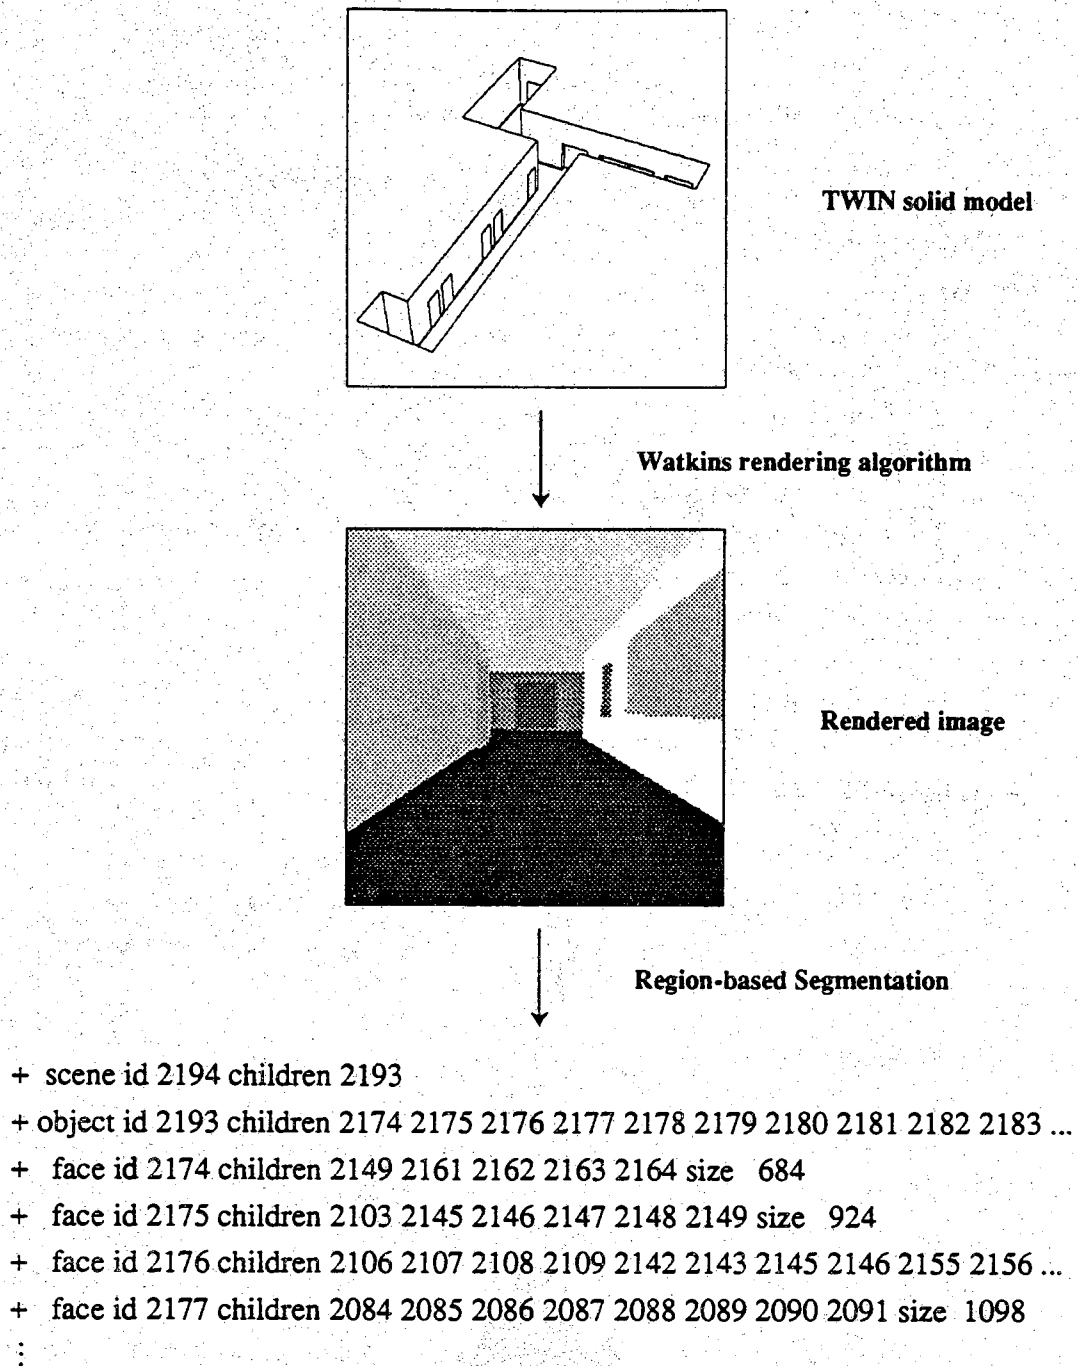 TWIN solid model
Watkins rendering algorithm
Rendered image
Region-based Segmentation
+ scene id 2194 children 2193
+ object id 2193 children 2174 2175 2176 2177 2178 2179 2180 2181 2182 2183 ...
+ face id 2174 children 2149 2161 2162 2163 2164 size 684
+ face id 2175 children 2103 2145 2146 2147 2148 2149 size 924
+ face id 2176 children 2106 2107 2108 2109 2142 2143 2145 2146 2155 2156 ...
+ face id 2177 children 2084 2085 2086 2087 2088 2089 2090 2091 size 1098
⋮